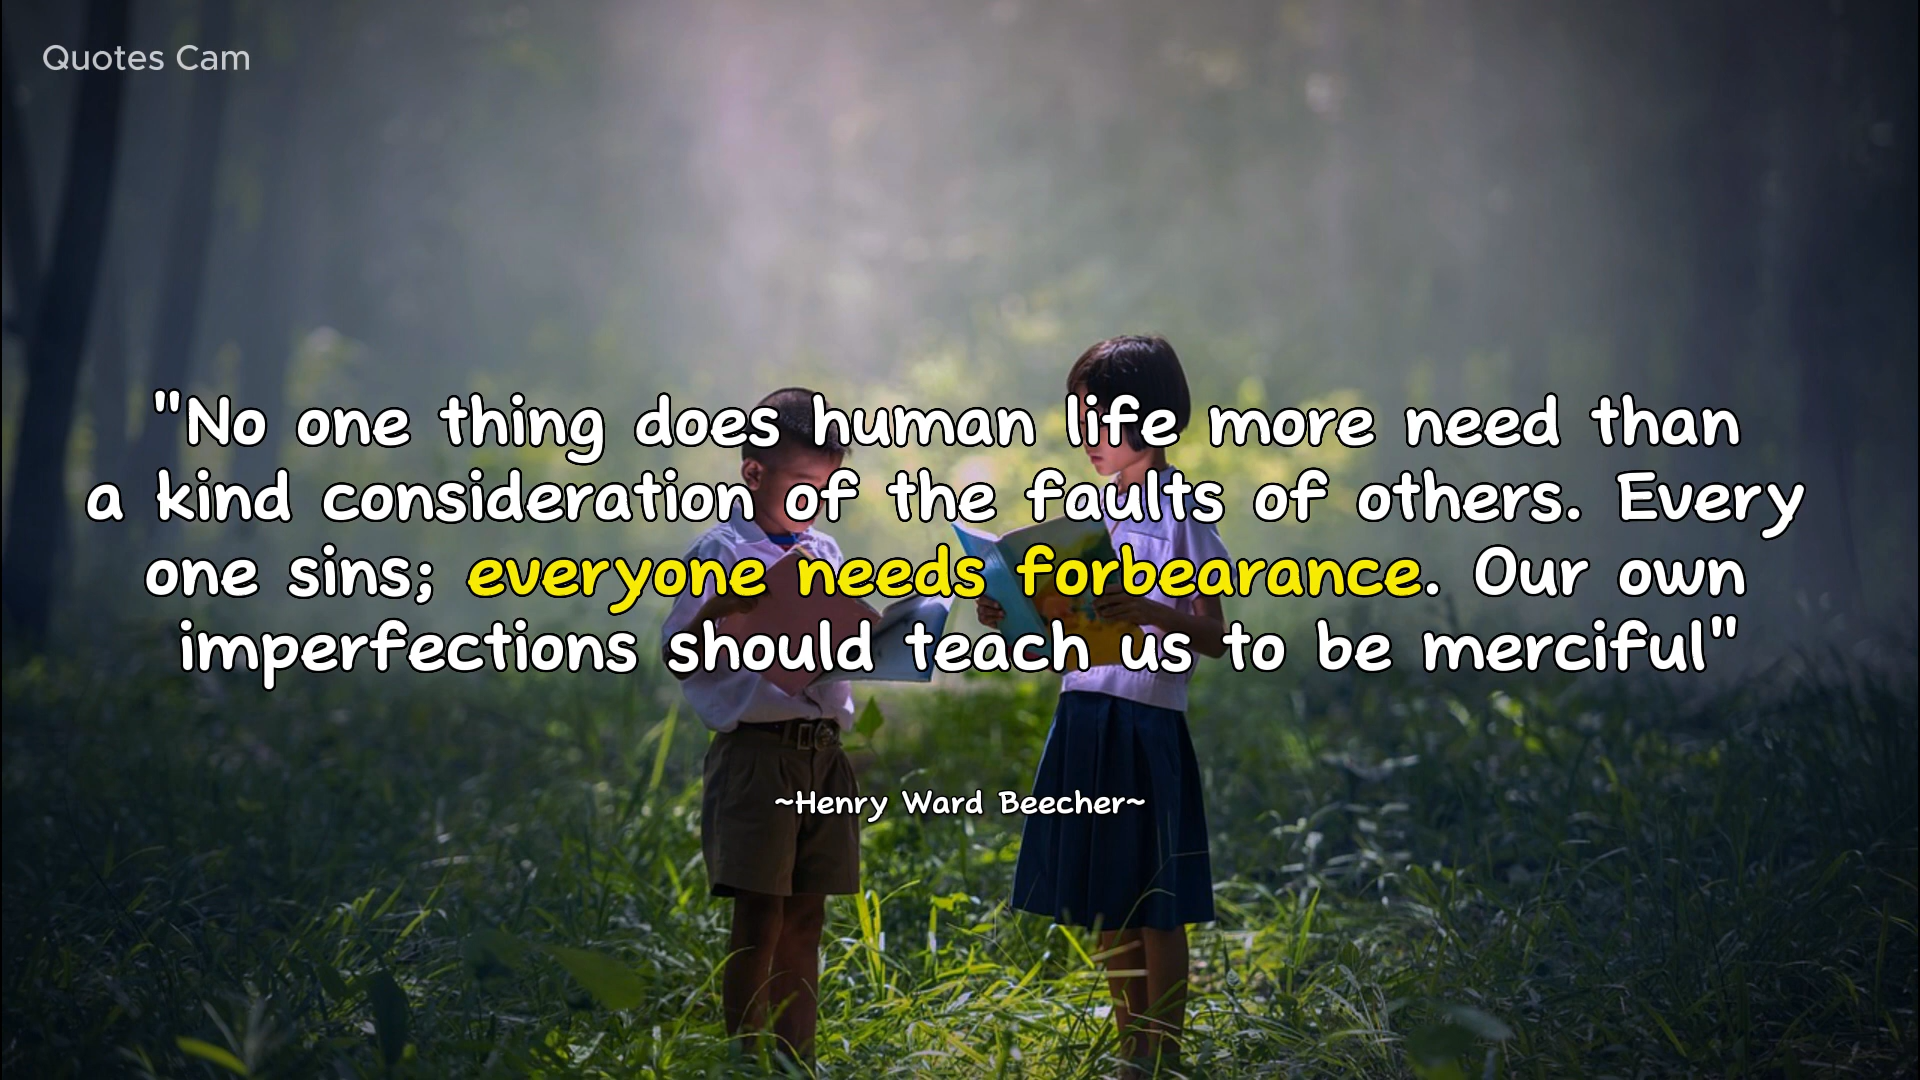 Quotes Cam
"No one thing does human life more need than
a kind consideration of the faults of others. Every
one sins; everyone needs forbearance. Our own
imperfections should teach us to be merciful"
~Henry Ward Beecher~